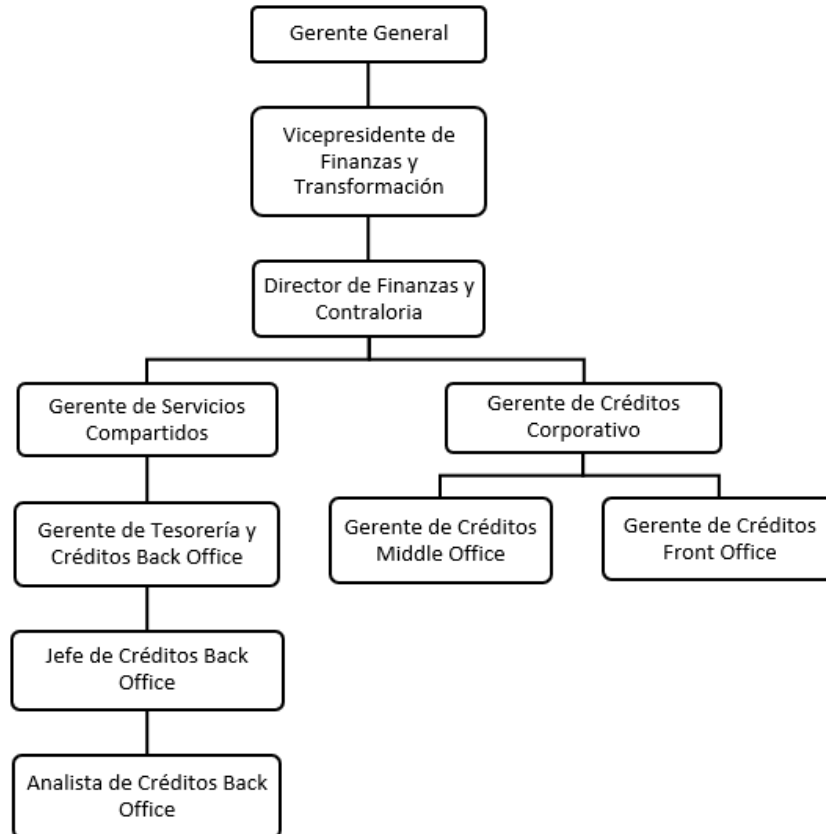 Gerente General
Vicepresidente de
Finanzas y
Transformación
Director de Finanzas y
Contraloria
Gerente de Servicios
Compartidos
Gerente de Créditos
Corporativo
Gerente de Tesorería y
Créditos Back Office
Gerente de Créditos
Middle Office
Gerente de Créditos
Front Office
Jefe de Créditos Back
Office
Analista de Créditos Back
Office